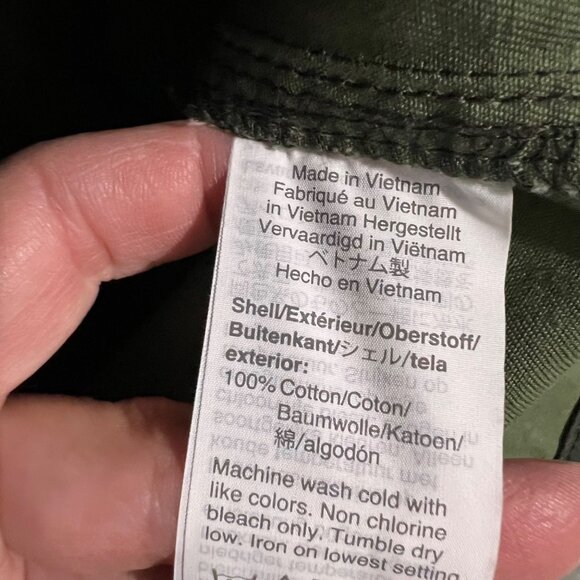 Made in Vietnam
Fabriqué au Vietnam
in Vietnam Hergestellt
Vervaardigd in Viëtnam
ベトナム製
Hecho en Vietnam
Shell/Extérieur/Oberstoff/
Buitenkant/シェル/tela
exterior:
100% Cotton/Coton/
Baumwolle/Katoen/
綿/algodón
Machine wash cold with
like colors. Non chlorine
bleach only. Tumble dry
low. Iron on lowest setting